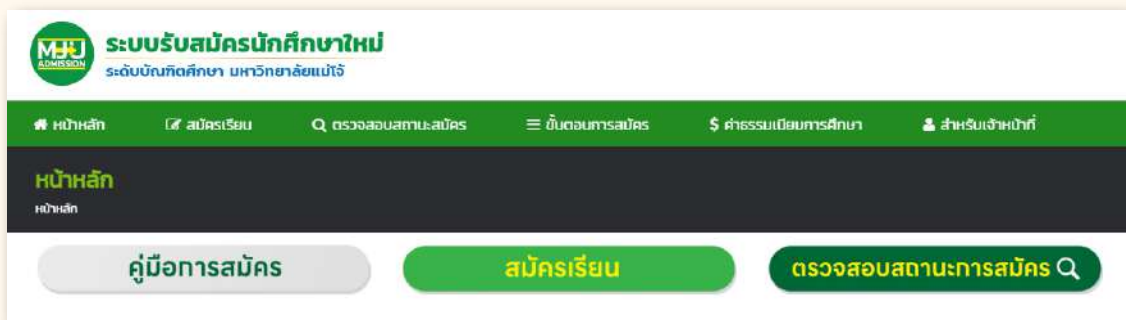 MJU
ADMISSION
ระบบรับสมัครนักศึกษาใหม่
ระดับบัณฑิตศึกษา มหาวิทยาลัยแม่โจ้
หน้าหลัก สมัครเรียน ตรวจสอบสถานะสมัคร ขั้นตอนการสมัคร $ ค่าธรรมเนียมการศึกษา สำหรับเจ้าหน้าที่
หน้าหลัก
หน้าหลัก
คู่มือการสมัคร สมัครเรียน ตรวจสอบสถานะการสมัคร